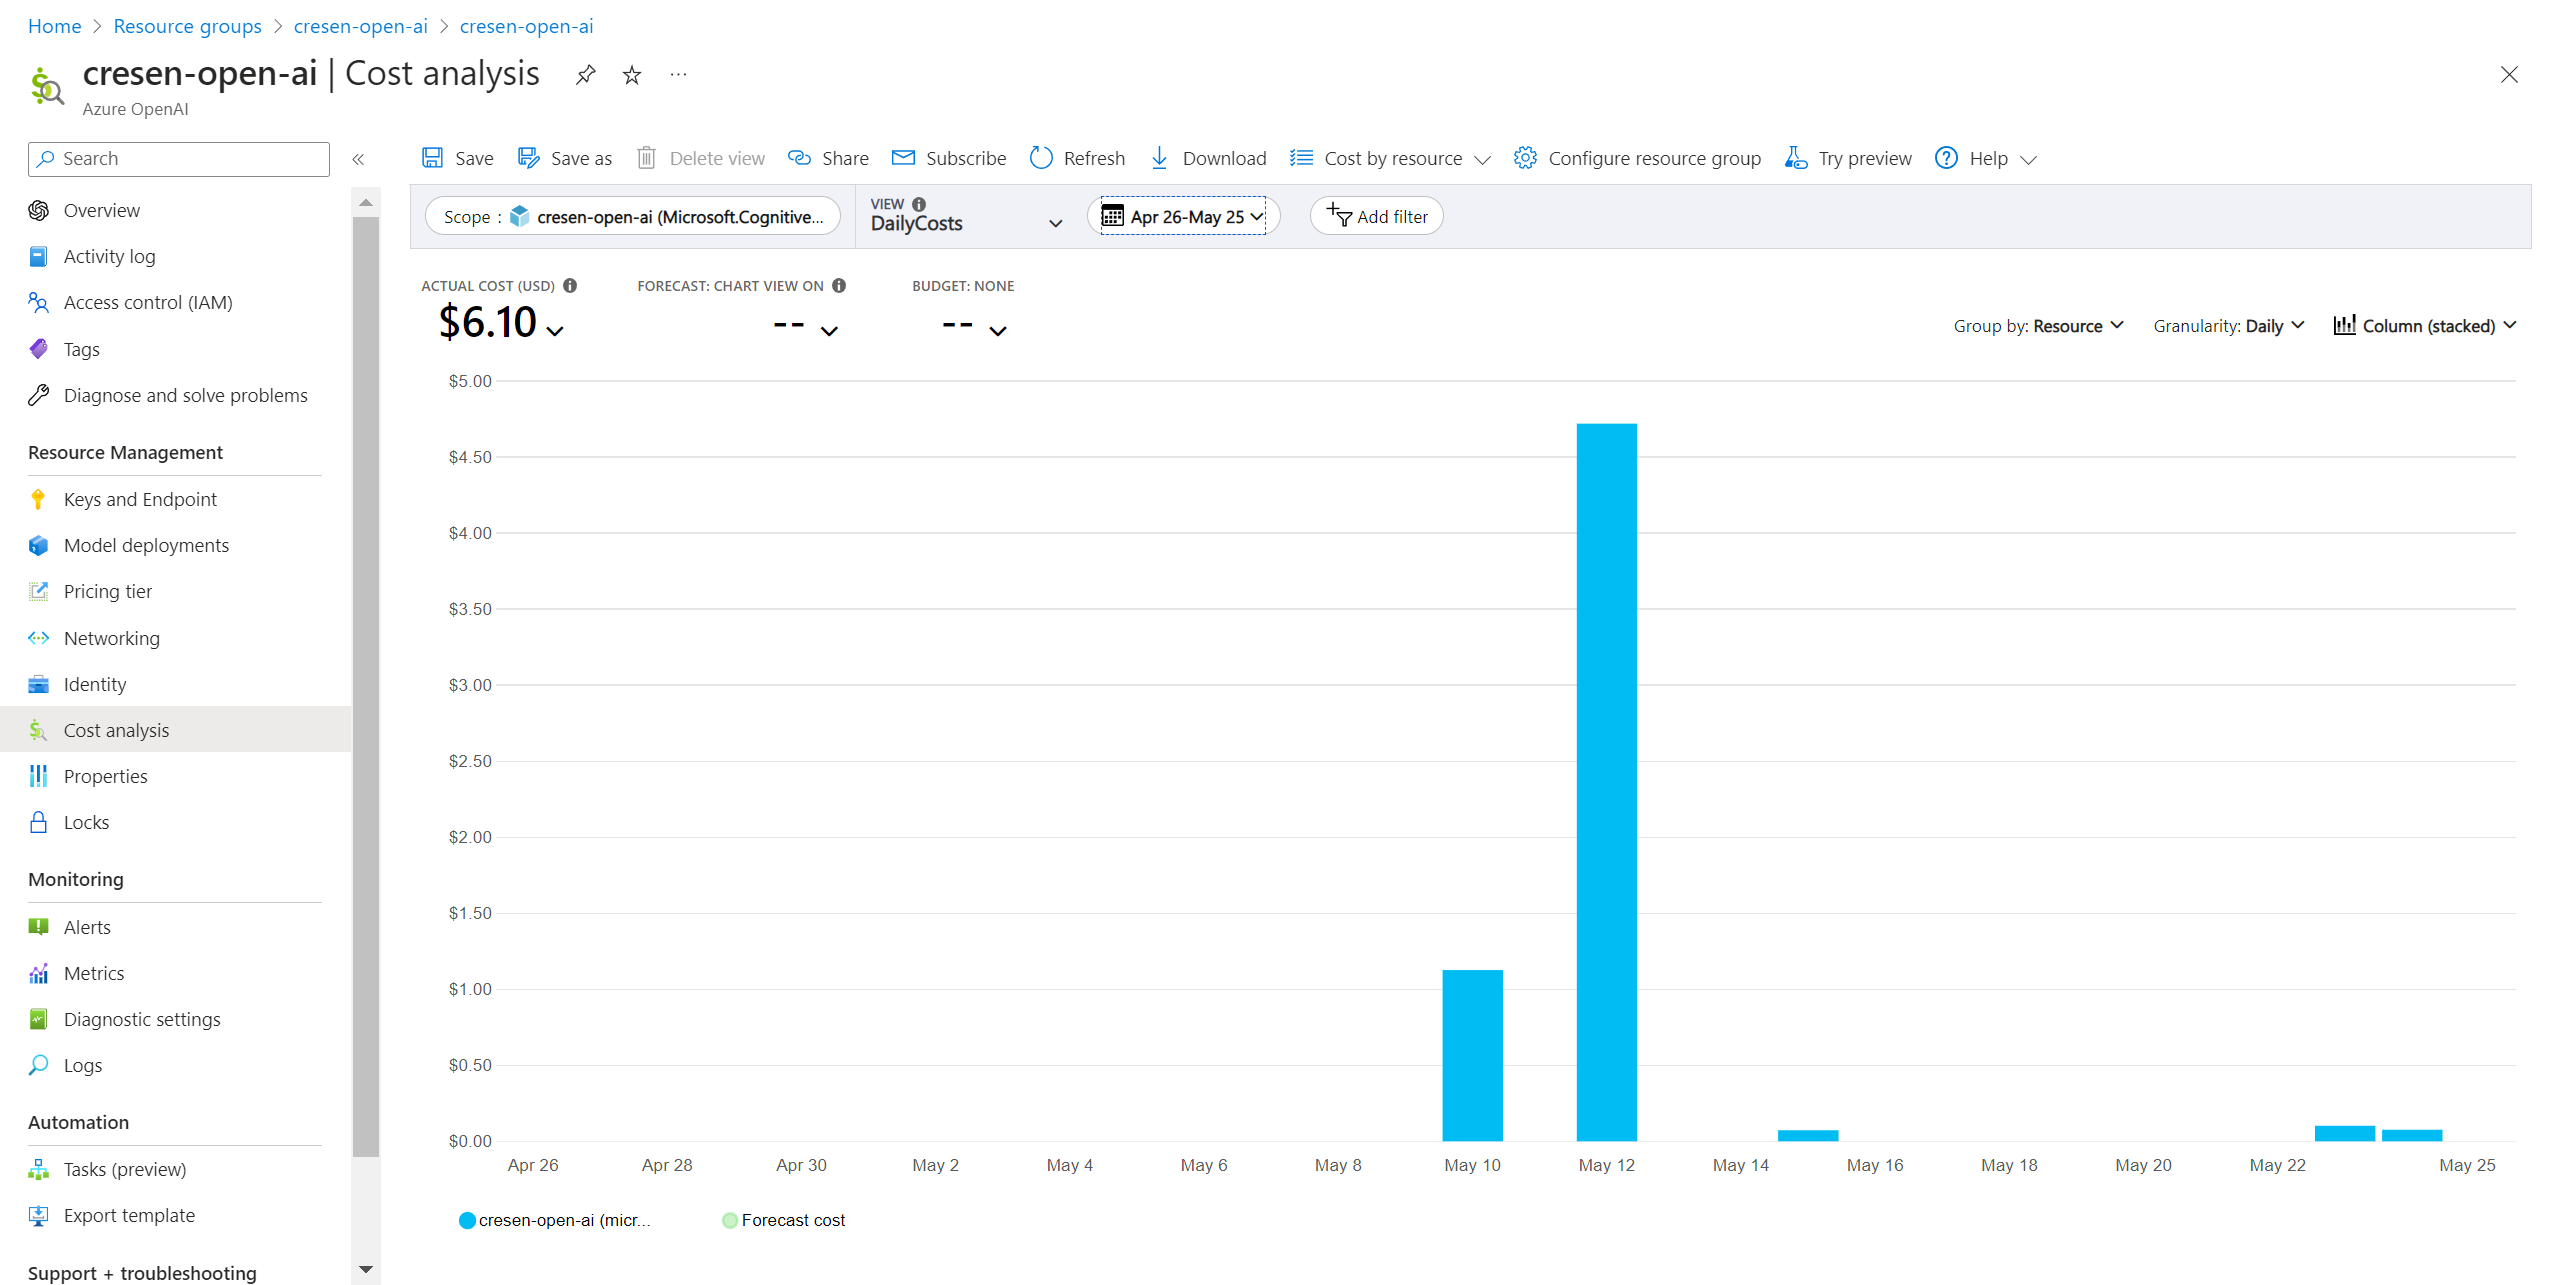 Home > Resource groups > cresen-open-ai > cresen-open-ai
cresen-open-ai | Cost analysis
Azure OpenAI
Search
Overview
Activity log
Access control (IAM)
Tags
Diagnose and solve problems
Resource Management
Keys and Endpoint
Model deployments
Pricing tier
Networking
Identity
Cost analysis
Properties
Locks
Monitoring
Alerts
Metrics
Diagnostic settings
Logs
Automation
Tasks (preview)
Export template
Support + troubleshooting
Save Save as Delete view Share Subscribe Refresh Download Cost by resource Configure resource group Try preview Help
Scope : cresen-open-ai (Microsoft.Cognitive...
VIEW
DailyCosts
Apr 26-May 25
Add filter
ACTUAL COST (USD) FORECAST: CHART VIEW ON BUDGET: NONE
$6.10 -- --
Group by: Resource Granularity: Daily Column (stacked)
$5.00
$4.50
$4.00
$3.50
$3.00
$2.50
$2.00
$1.50
$1.00
$0.50
$0.00
Apr 26 Apr 28 Apr 30 May 2 May 4 May 6 May 8 May 10 May 12 May 14 May 16 May 18 May 20 May 22 May 25
cresen-open-ai (micr... Forecast cost